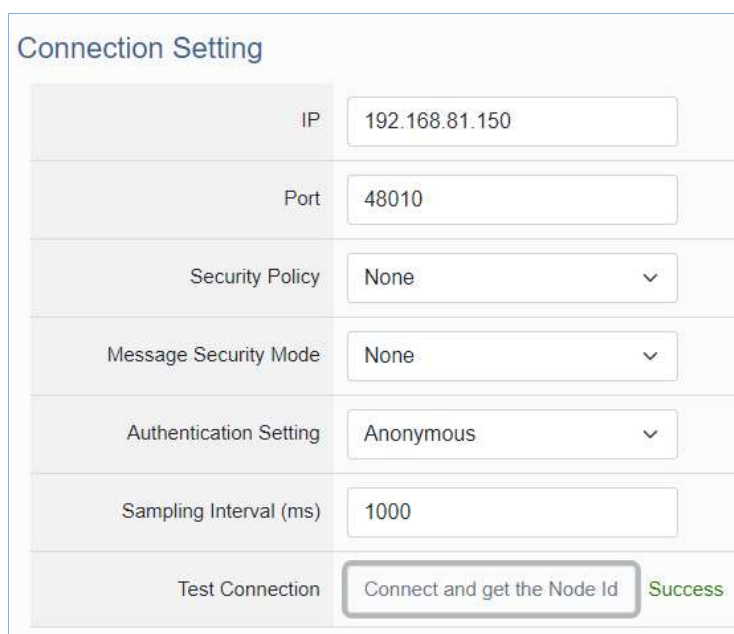 Connection Setting
IP 192.168.81.150
Port 48010
Security Policy None
Message Security Mode None
Authentication Setting Anonymous
Sampling Interval (ms) 1000
Test Connection Connect and get the Node Id Success